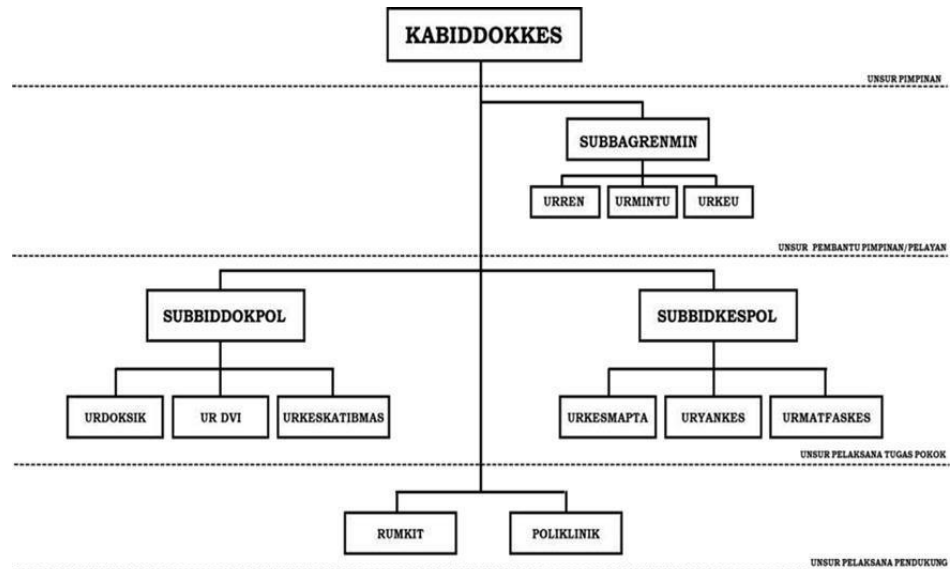 KABIDDOKKES
UNSUR PIMPINAN
SUBBAGRENMIN
URREN
URMINTU
URKEU
UNSUR PEMBANTU PIMPINAN/PELAYAN
SUBBIDDOKPOL
SUBBIDKESPOL
URDOKSIK
UR DVI
URKESKATIBMAS
URKESMAPTA
URYANKES
URMATFASKES
UNSUR PELAKSANA TUGAS POKOK
RUMKIT
POLIKLINIK
UNSUR PELAKSANA PENDUKUNG